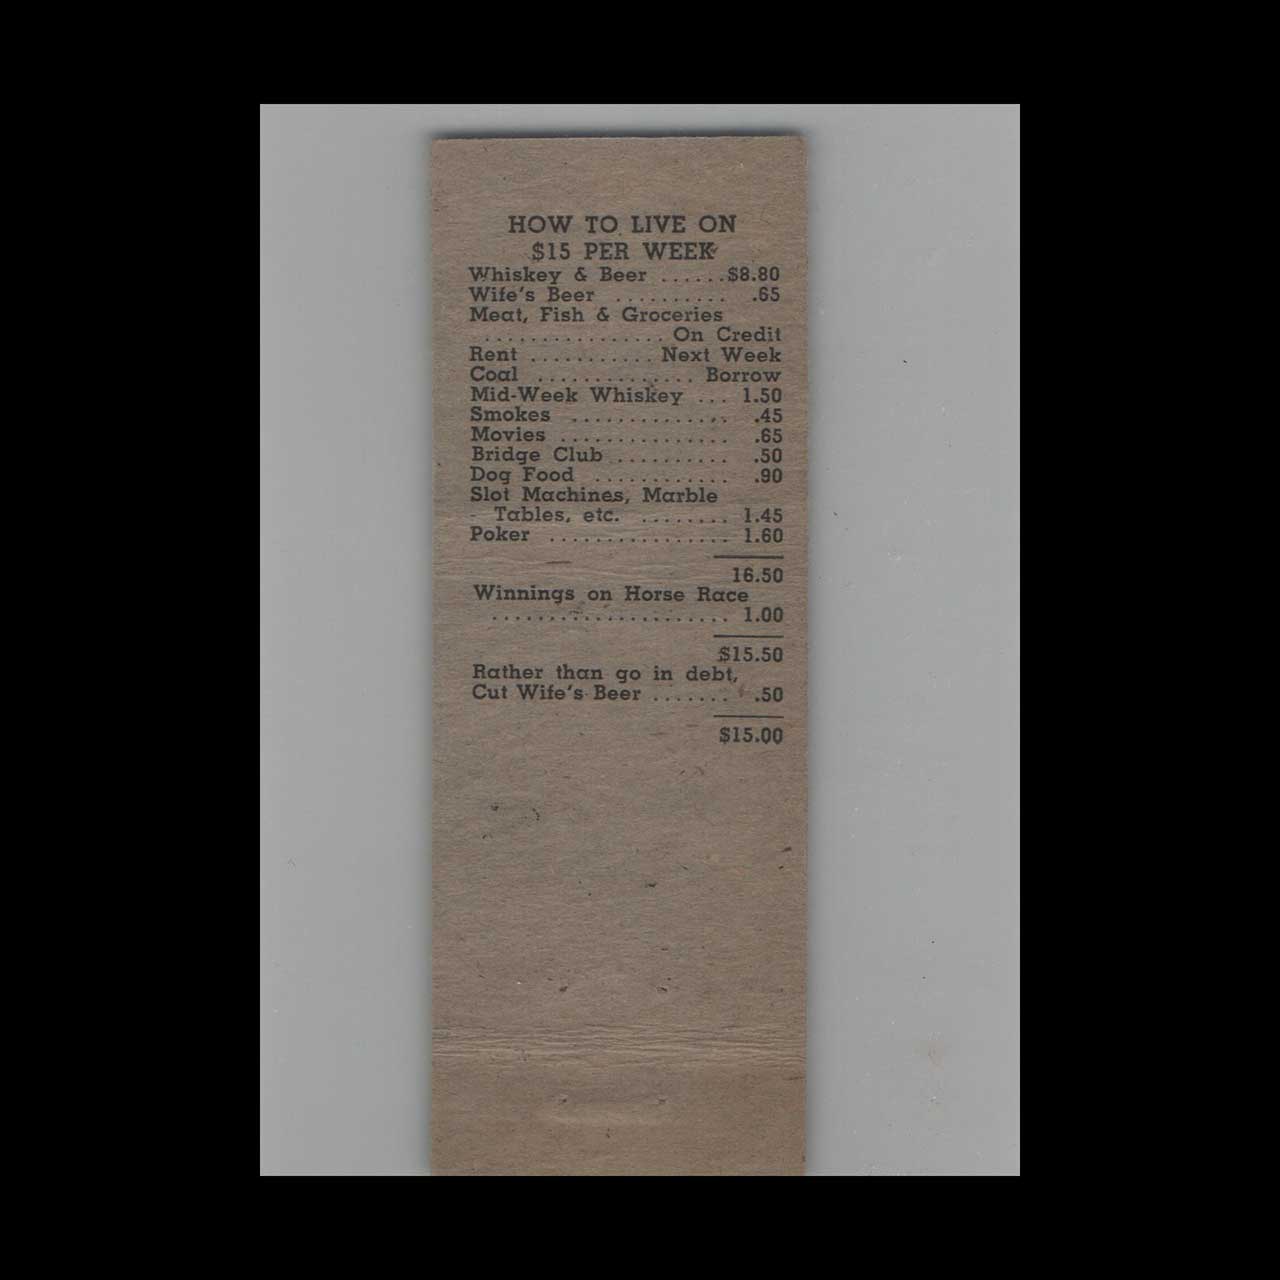 HOW TO LIVE ON
$15 PER WEEK
Whiskey & Beer ......$8.80
Wife's Beer .......... .65
Meat, Fish & Groceries
................ On Credit
Rent ........... Next Week
Coal .............. Borrow
Mid-Week Whiskey ... 1.50
Smokes .............. .45
Movies ............... .65
Bridge Club .......... .50
Dog Food ............ .90
Slot Machines, Marble
Tables, etc. ........ 1.45
Poker ................ 1.60
16.50
Winnings on Horse Race
..................... 1.00
$15.50
Rather than go in debt,
Cut Wife's Beer ....... .50
$15.00